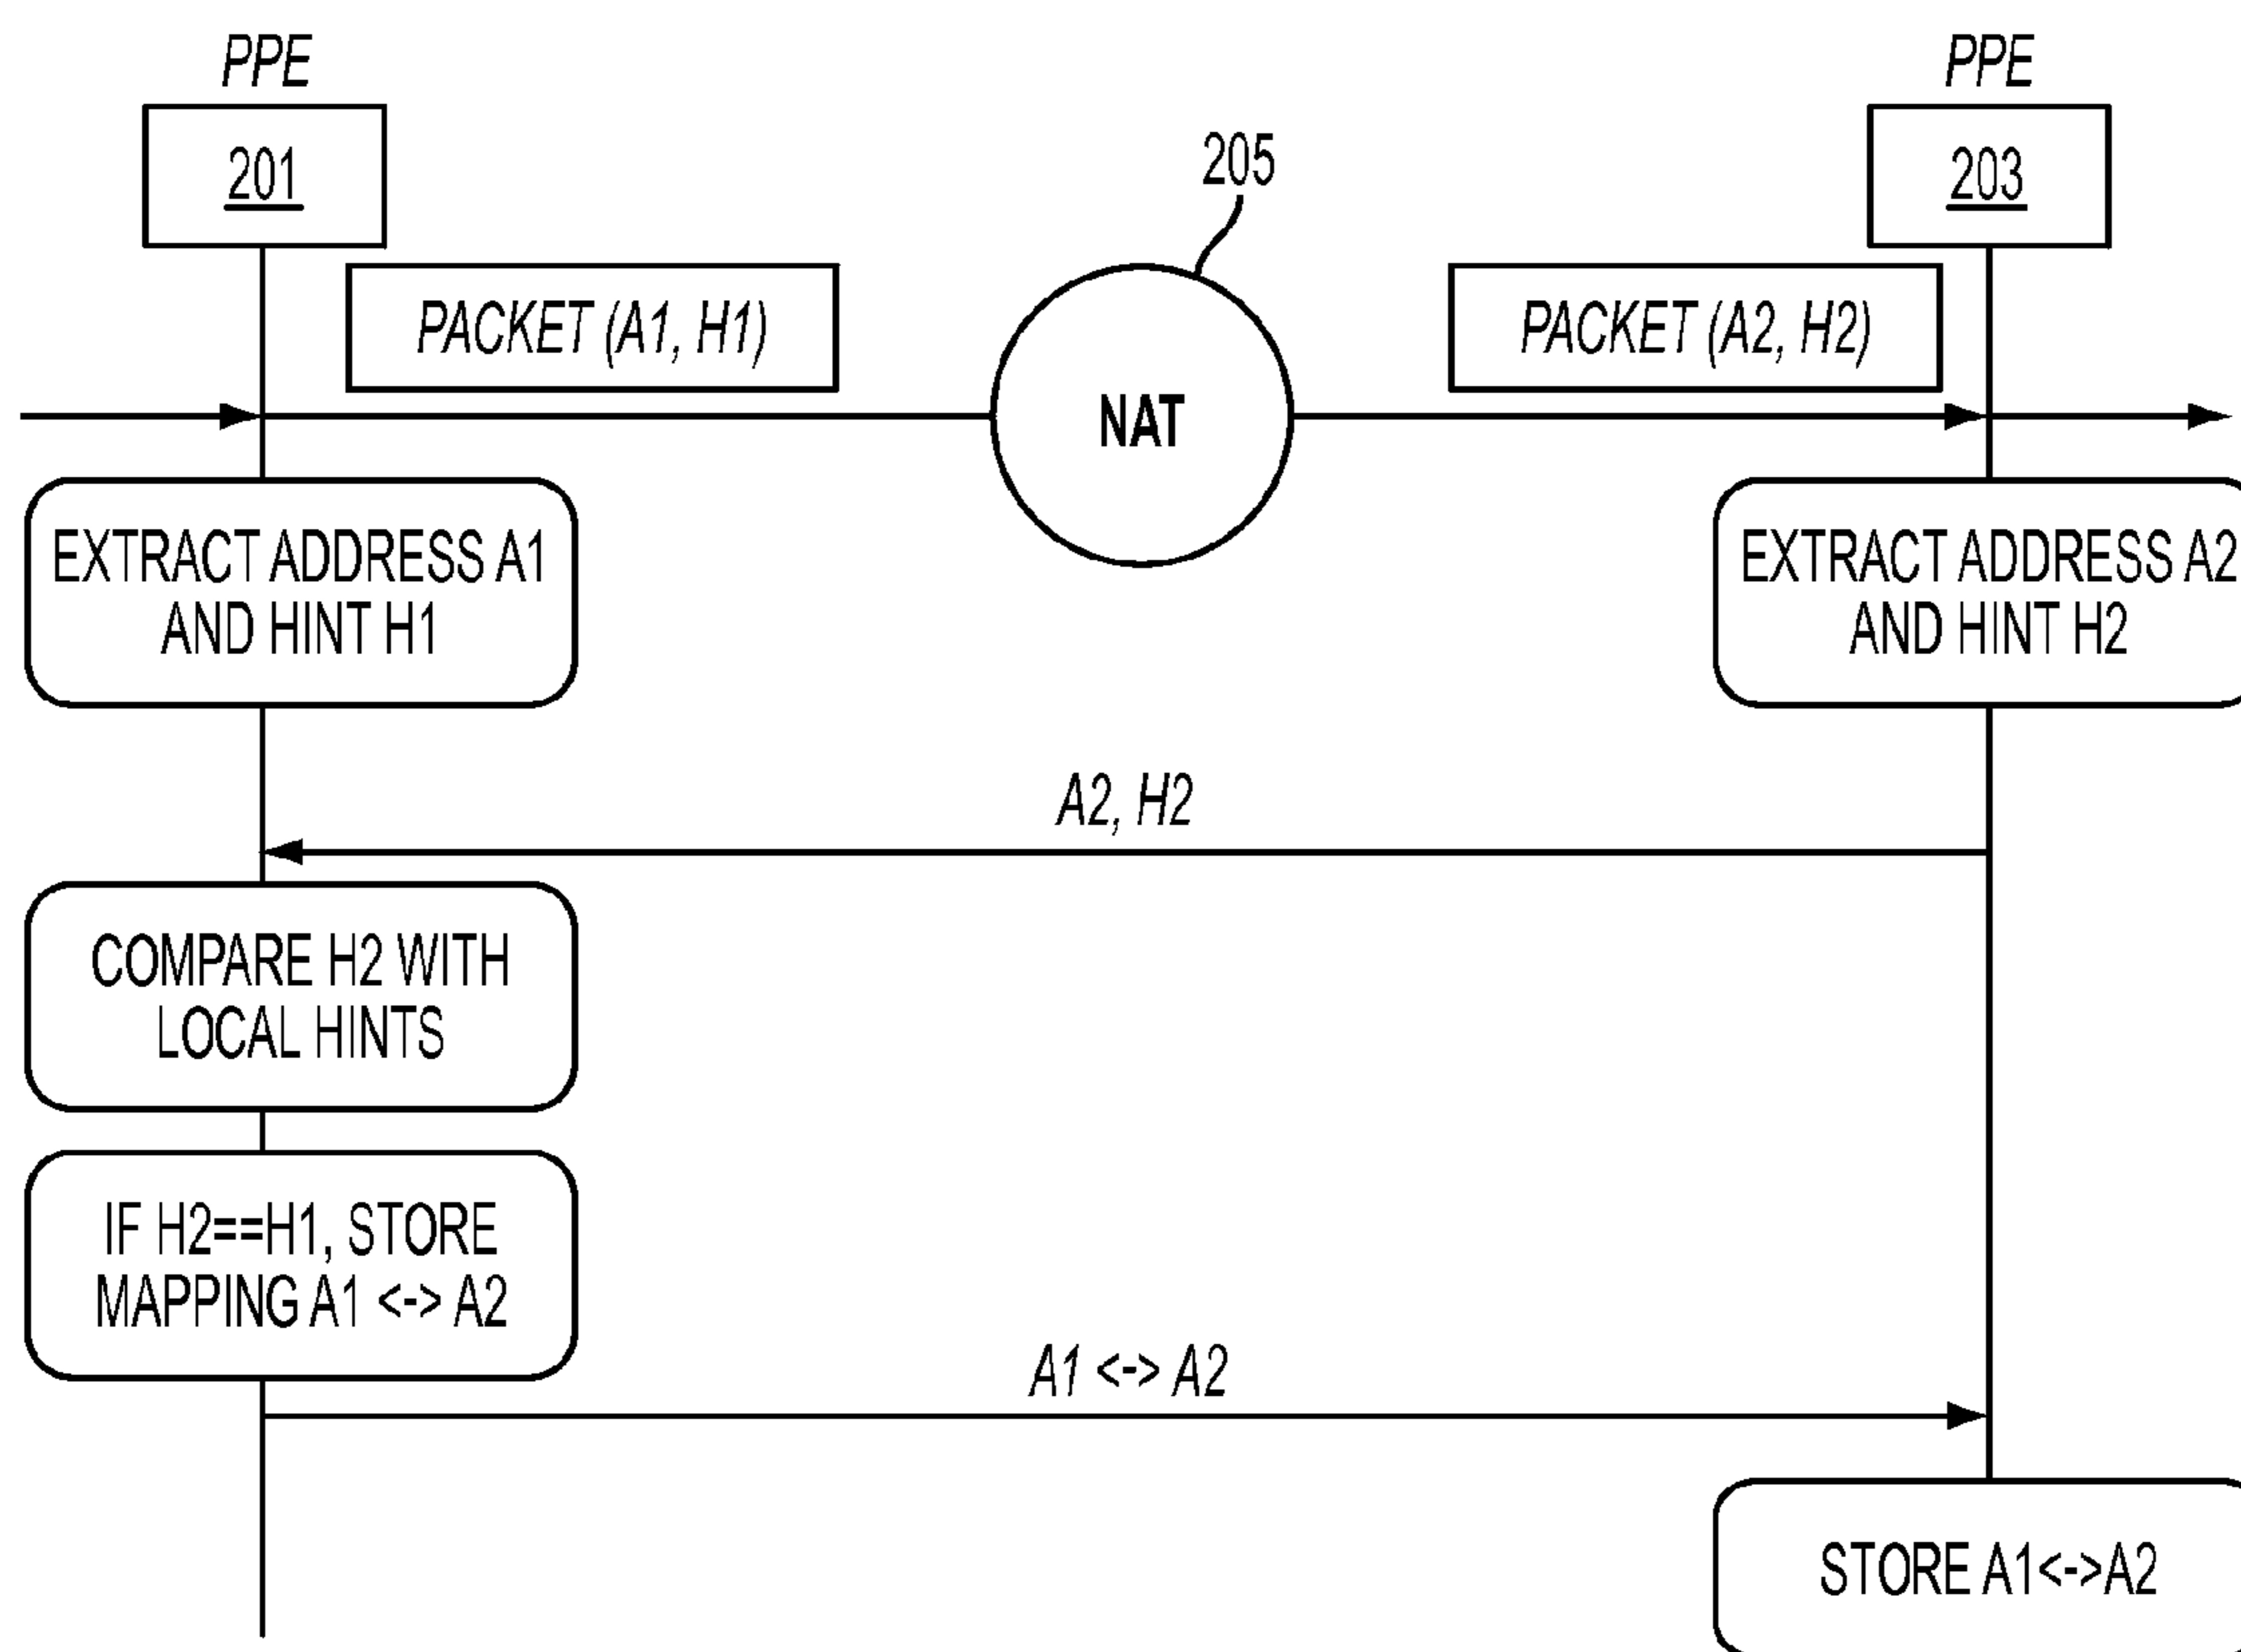 PPE
PPE
201
205
203
PACKET (A1, H1)
PACKET (A2, H2)
NAT
EXTRACT ADDRESS A1
AND HINT H1
EXTRACT ADDRESS A2
AND HINT H2
A2, H2
COMPARE H2 WITH
LOCAL HINTS
IF H2==H1, STORE
MAPPING A1 <-> A2
A1 <-> A2
STORE A1<->A2